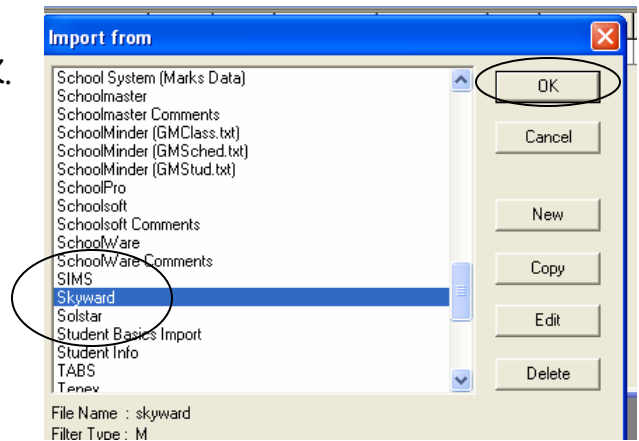 Import from
School System (Marks Data)
Schoolmaster
Schoolmaster Comments
SchoolMinder (GMClass.txt)
SchoolMinder (GMSched.txt)
SchoolMinder (GMStud.txt)
SchoolPro
Schoolsoft
Schoolsoft Comments
SchoolWare
SchoolWare Comments
SIMS
Skyward
Solstar
Student Basics Import
Student Info
TABS
Tenex
OK
Cancel
New
Copy
Edit
Delete
File Name : skyward
Filter Type : M